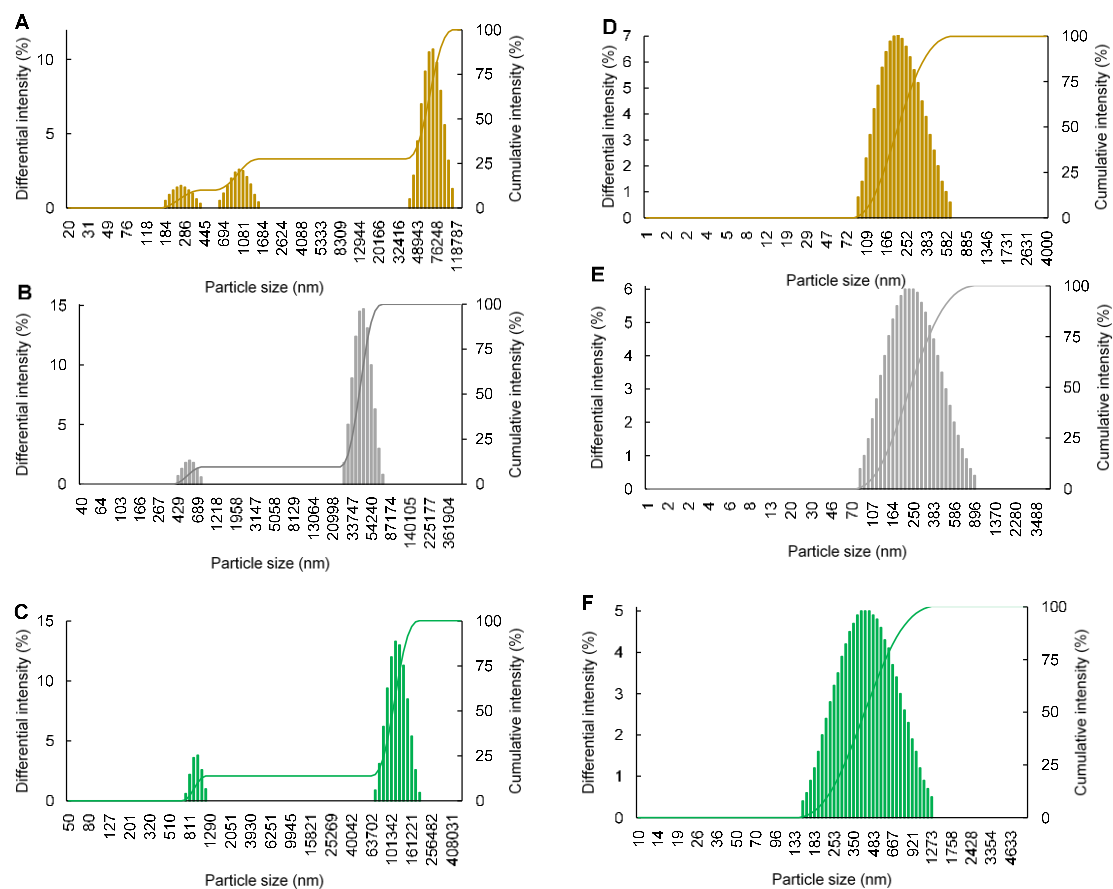 A
Differential intensity (%)
10
5
0
100
75
50
25
0
Cumulative intensity (%)
20 31 49 76 118 184 286 445 694 1081 1684 2624 4088 5333 8309 12944 20166 32416 48943 76248 118787
Particle size (nm)
B
Differential intensity (%)
15
10
5
0
100
75
50
25
0
Cumulative intensity (%)
40 64 103 166 267 429 689 1218 1958 3147 5058 8129 13064 20998 33747 54240 87174 140105 225177 361904
Particle size (nm)
C
Differential intensity (%)
15
10
5
0
100
75
50
25
0
Cumulative intensity (%)
50 80 127 201 320 510 811 1290 2051 3930 6251 9945 15821 25269 40042 63702 101342 161221 256482 408031
Particle size (nm)
D
Differential intensity (%)
7
6
5
4
3
2
1
0
100
75
50
25
0
Cumulative intensity (%)
1 2 2 4 5 8 12 19 29 47 72 109 166 252 383 582 885 1346 1731 2631 4000
Particle size (nm)
E
Differential intensity (%)
6
5
4
3
2
1
0
100
75
50
25
0
Cumulative intensity (%)
1 2 2 4 6 8 13 20 30 46 70 107 164 250 383 586 896 1370 2280 3488
Particle size (nm)
F
Differential intensity (%)
5
4
3
2
1
0
100
75
50
25
0
Cumulative intensity (%)
10 14 19 26 36 50 70 96 133 183 253 350 483 667 921 1273 1758 2428 3354 4633
Particle size (nm)